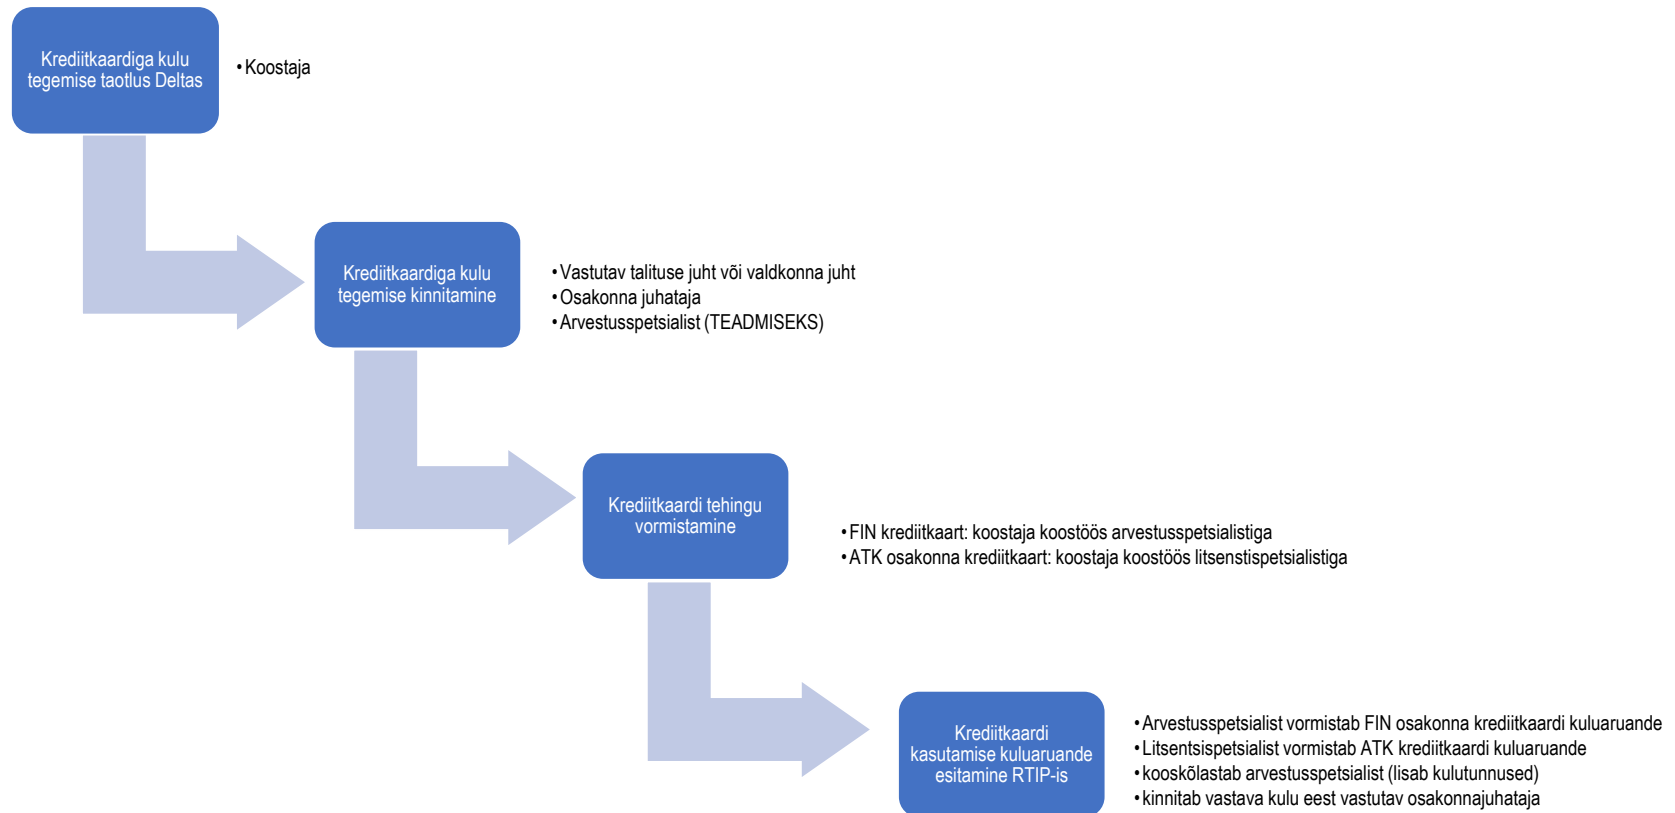 Krediitkaardiga kulu
tegemise taotlus Deltas
• Koostaja
Krediitkaardiga kulu
tegemise kinnitamine
• Vastutav talituse juht või valdkonna juht
• Osakonna juhataja
• Arvestusspetsialist (TEADMISEKS)
Krediitkaardi tehingu
vormistamine
• FIN krediitkaart: koostaja koostöös arvestusspetsialistiga
• ATK osakonna krediitkaart: koostaja koostöös litsenstispetsialistiga
Krediitkaardi
kasutamise kuluaruande
esitamine RTIP-is
• Arvestusspetsialist vormistab FIN osakonna krediitkaardi kuluaruande
• Litsentsispetsialist vormistab ATK krediitkaardi kuluaruande
• kooskõlastab arvestusspetsialist (lisab kulutunnused)
• kinnitab vastava kulu eest vastutav osakonnajuhataja